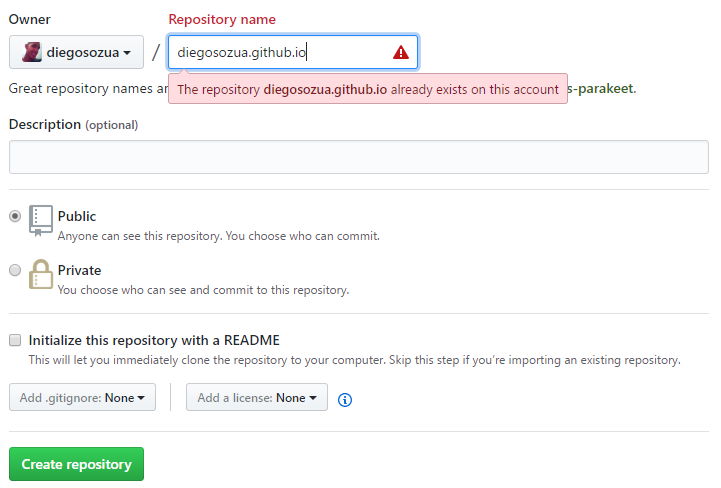 Owner Repository name
diegosozua / diegosozua.github.io
The repository diegosozua.github.io already exists on this account
Great repository names s-parakeet.
Description (optional)
Public
Anyone can see this repository. You choose who can commit.
Private
You choose who can see and commit to this repository.
Initialize this repository with a README
This will let you immediately clone the repository to your computer. Skip this step if you're importing an existing repository.
Add .gitignore: None Add a license: None
Create repository